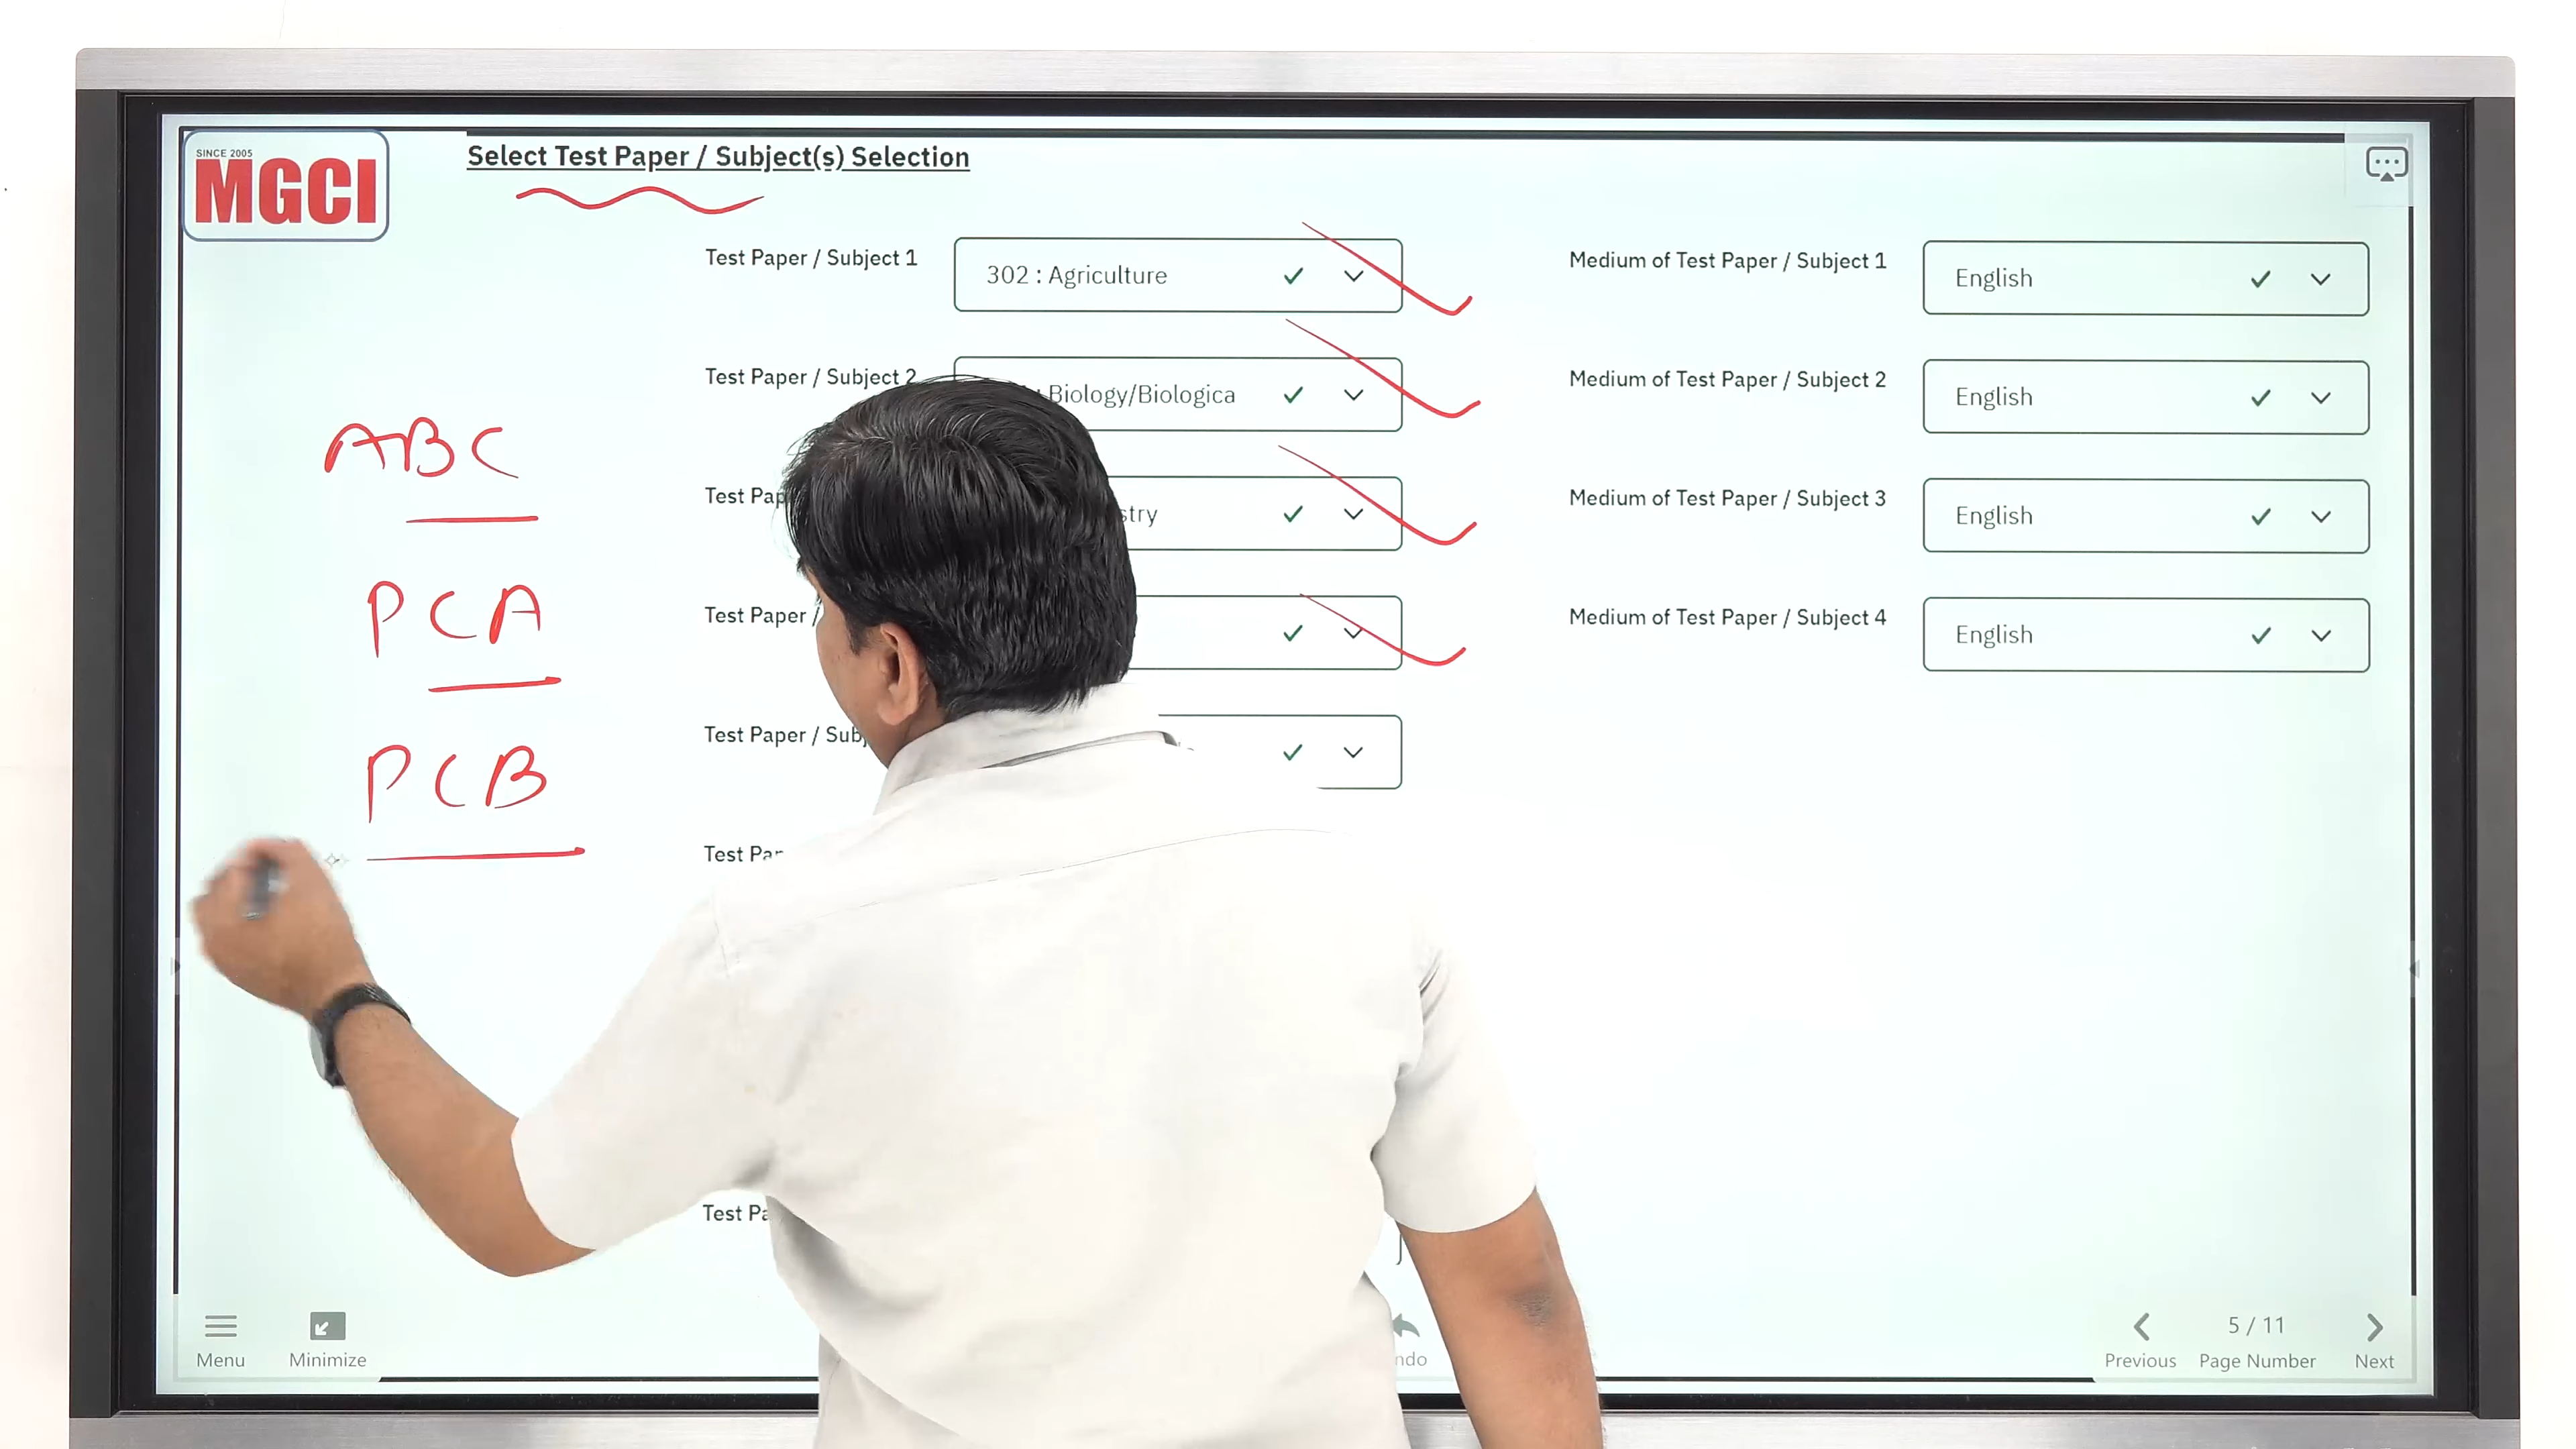 SINCE 2005
MGCI
Select Test Paper / Subject(s) Selection
Test Paper / Subject 1
302 : Agriculture
Medium of Test Paper / Subject 1
English
Test Paper / Subject 2
Biology/Biologica
Medium of Test Paper / Subject 2
English
Test Pap
stry
Medium of Test Paper / Subject 3
English
Test Paper /
Medium of Test Paper / Subject 4
English
Test Paper / Subj
Test Pap
Test Pa
ABC
PCA
PCB
Menu
Minimize
ndo
Previous
5 / 11
Page Number
Next